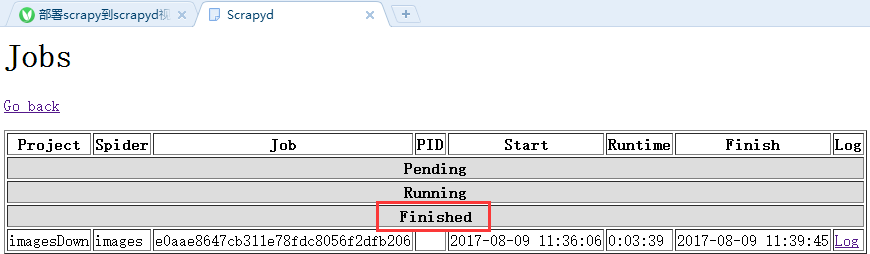 部署scrapy到scrapyd视
Scrapyd
Jobs
Go back
Project Spider Job PID Start Runtime Finish Log
Pending
Running
Finished
imagesDown images e0aae8647cb311e78fdc8056f2dfb206 2017-08-09 11:36:06 0:03:39 2017-08-09 11:39:45 Log